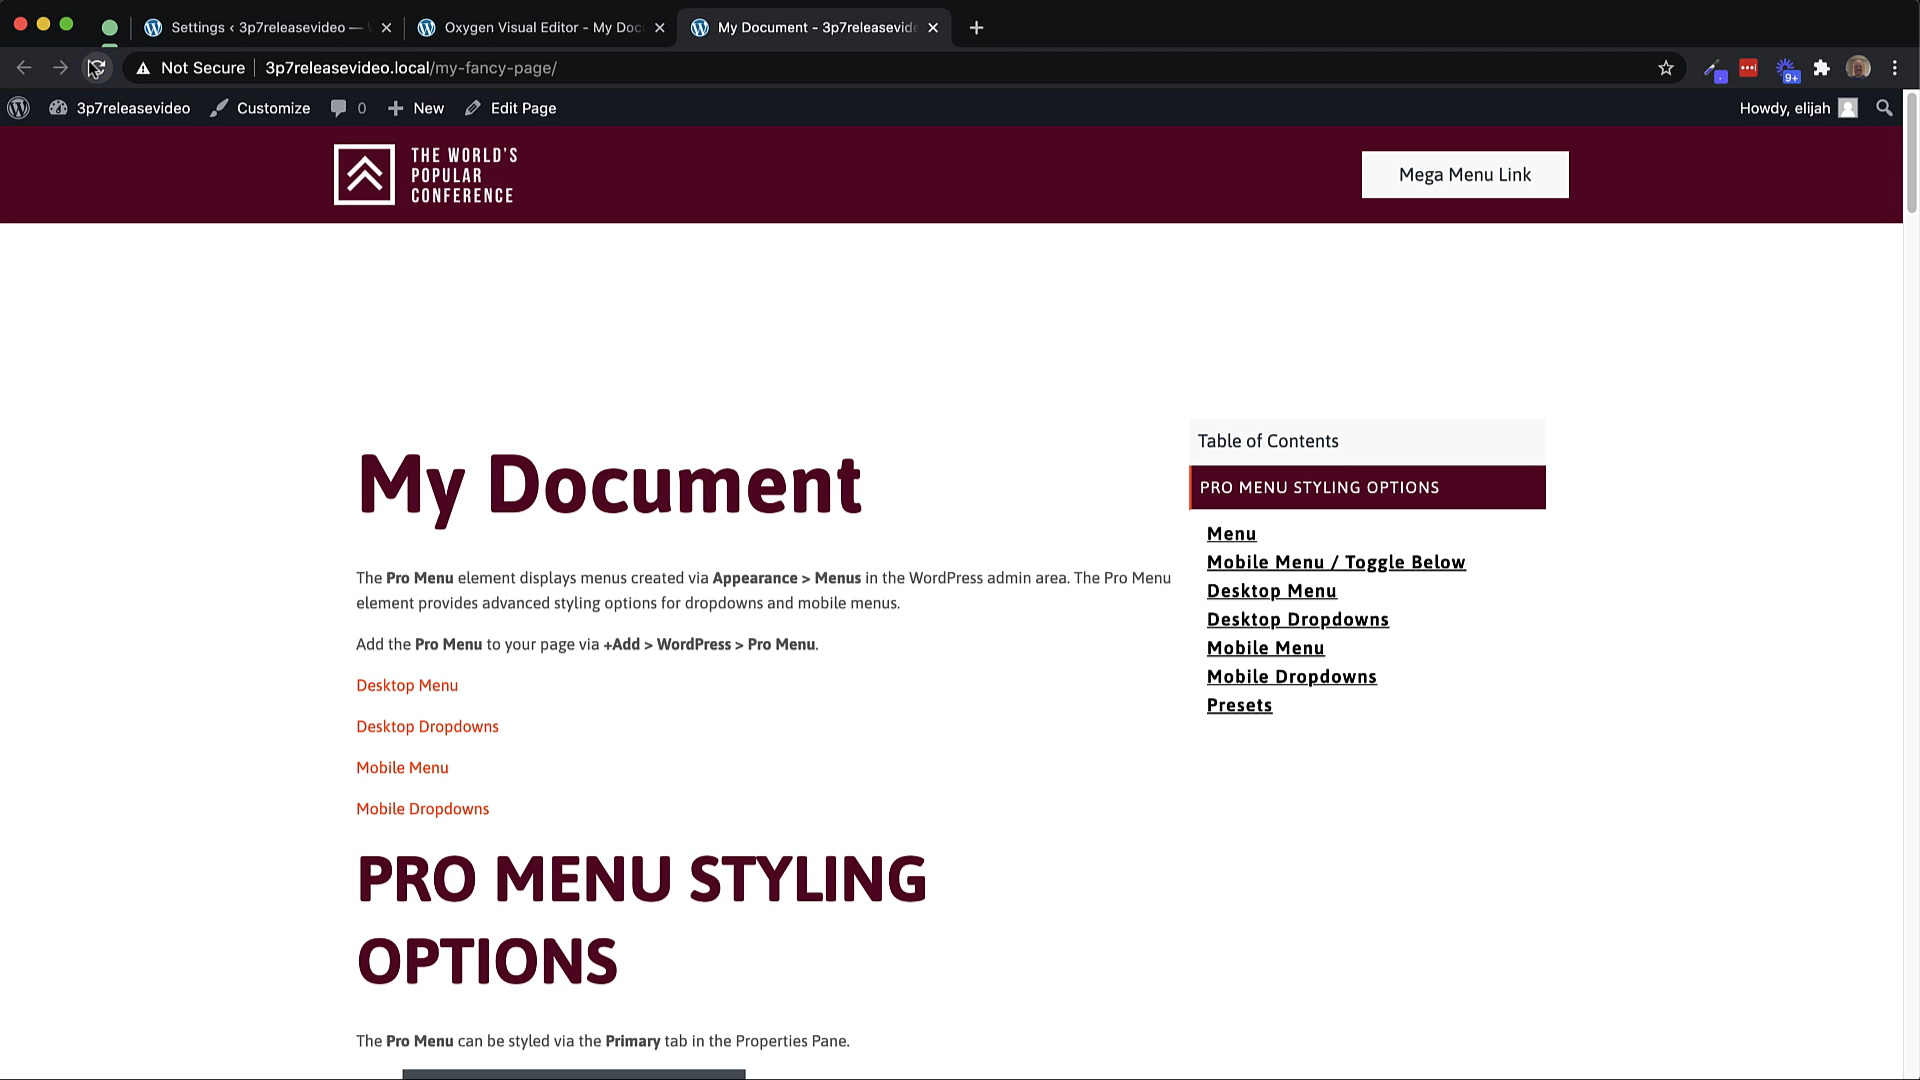 Settings ‹ 3p7releasevideo —
Oxygen Visual Editor - My Doc
My Document - 3p7releasevide
Not Secure
3p7releasevideo.local/my-fancy-page/
9+
3p7releasevideo
Customize
0
New
Edit Page
Howdy, elijah
THE WORLD'S
POPULAR
CONFERENCE
Mega Menu Link
My Document
The Pro Menu element displays menus created via Appearance > Menus in the WordPress admin area. The Pro Menu
element provides advanced styling options for dropdowns and mobile menus.
Add the Pro Menu to your page via +Add > WordPress > Pro Menu.
Desktop Menu
Desktop Dropdowns
Mobile Menu
Mobile Dropdowns
PRO MENU STYLING
OPTIONS
The Pro Menu can be styled via the Primary tab in the Properties Pane.
Table of Contents
PRO MENU STYLING OPTIONS
Menu
Mobile Menu / Toggle Below
Desktop Menu
Desktop Dropdowns
Mobile Menu
Mobile Dropdowns
Presets